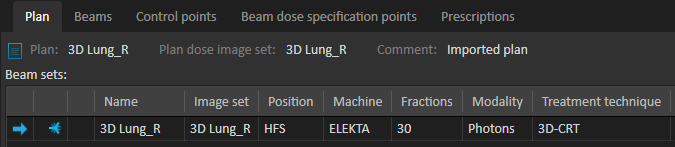 Plan Beams Control points Beam dose specification points Prescriptions
Plan: 3D Lung_R Plan dose image set: 3D Lung_R Comment: Imported plan
Beam sets:
Name Image set Position Machine Fractions Modality Treatment technique
3D Lung_R 3D Lung_R HFS ELEKTA 30 Photons 3D-CRT